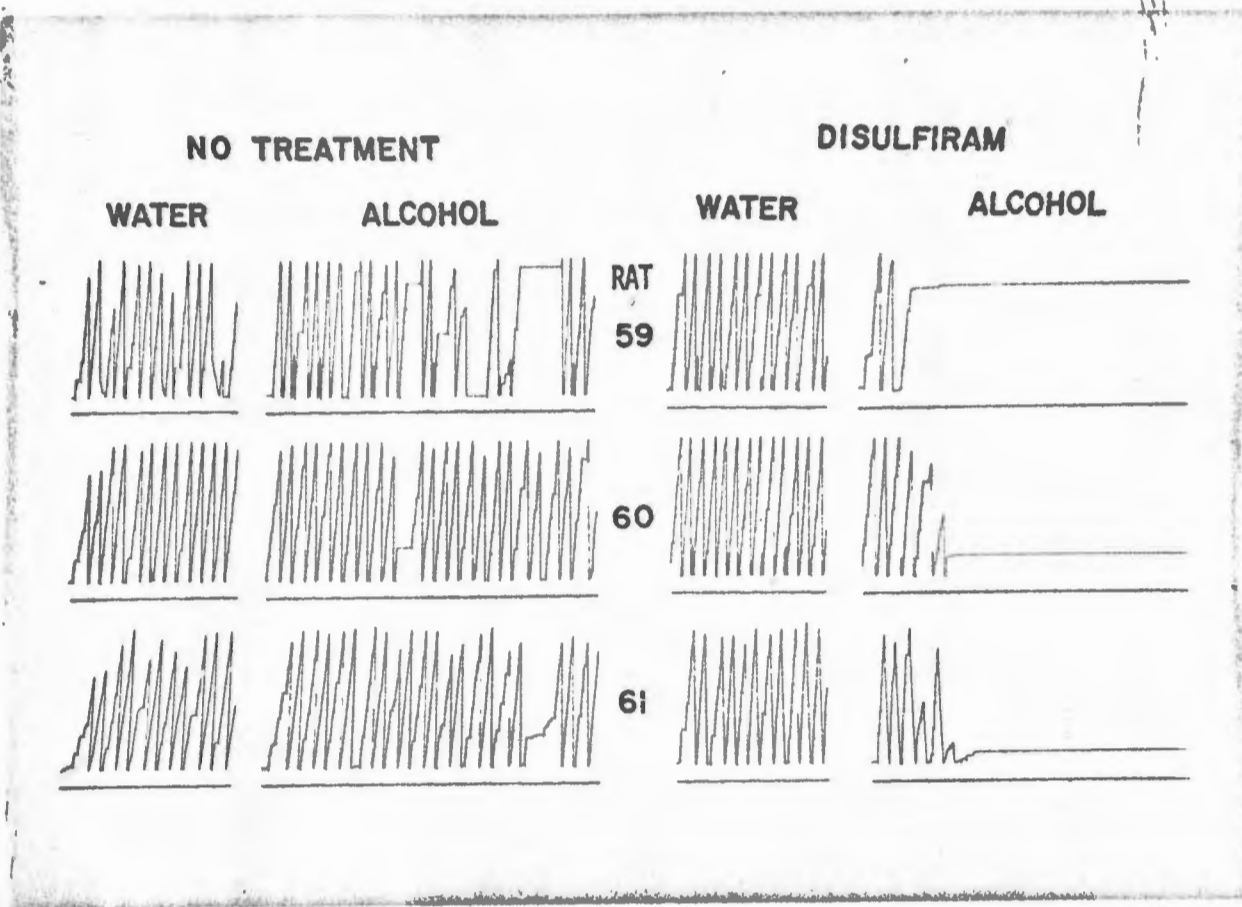 NO TREATMENT
DISULFIRAM
WATER
ALCOHOL
WATER
ALCOHOL
RAT
59
60
61